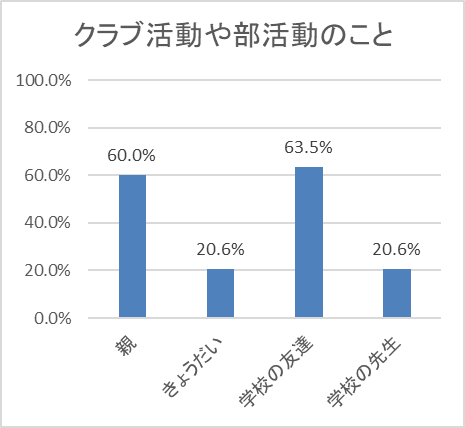 クラブ活動や部活動のこと
100.0%
80.0%
60.0%
40.0%
20.0%
0.0%
60.0%
20.6%
63.5%
20.6%
親
きょうだい
学校の友達
学校の先生